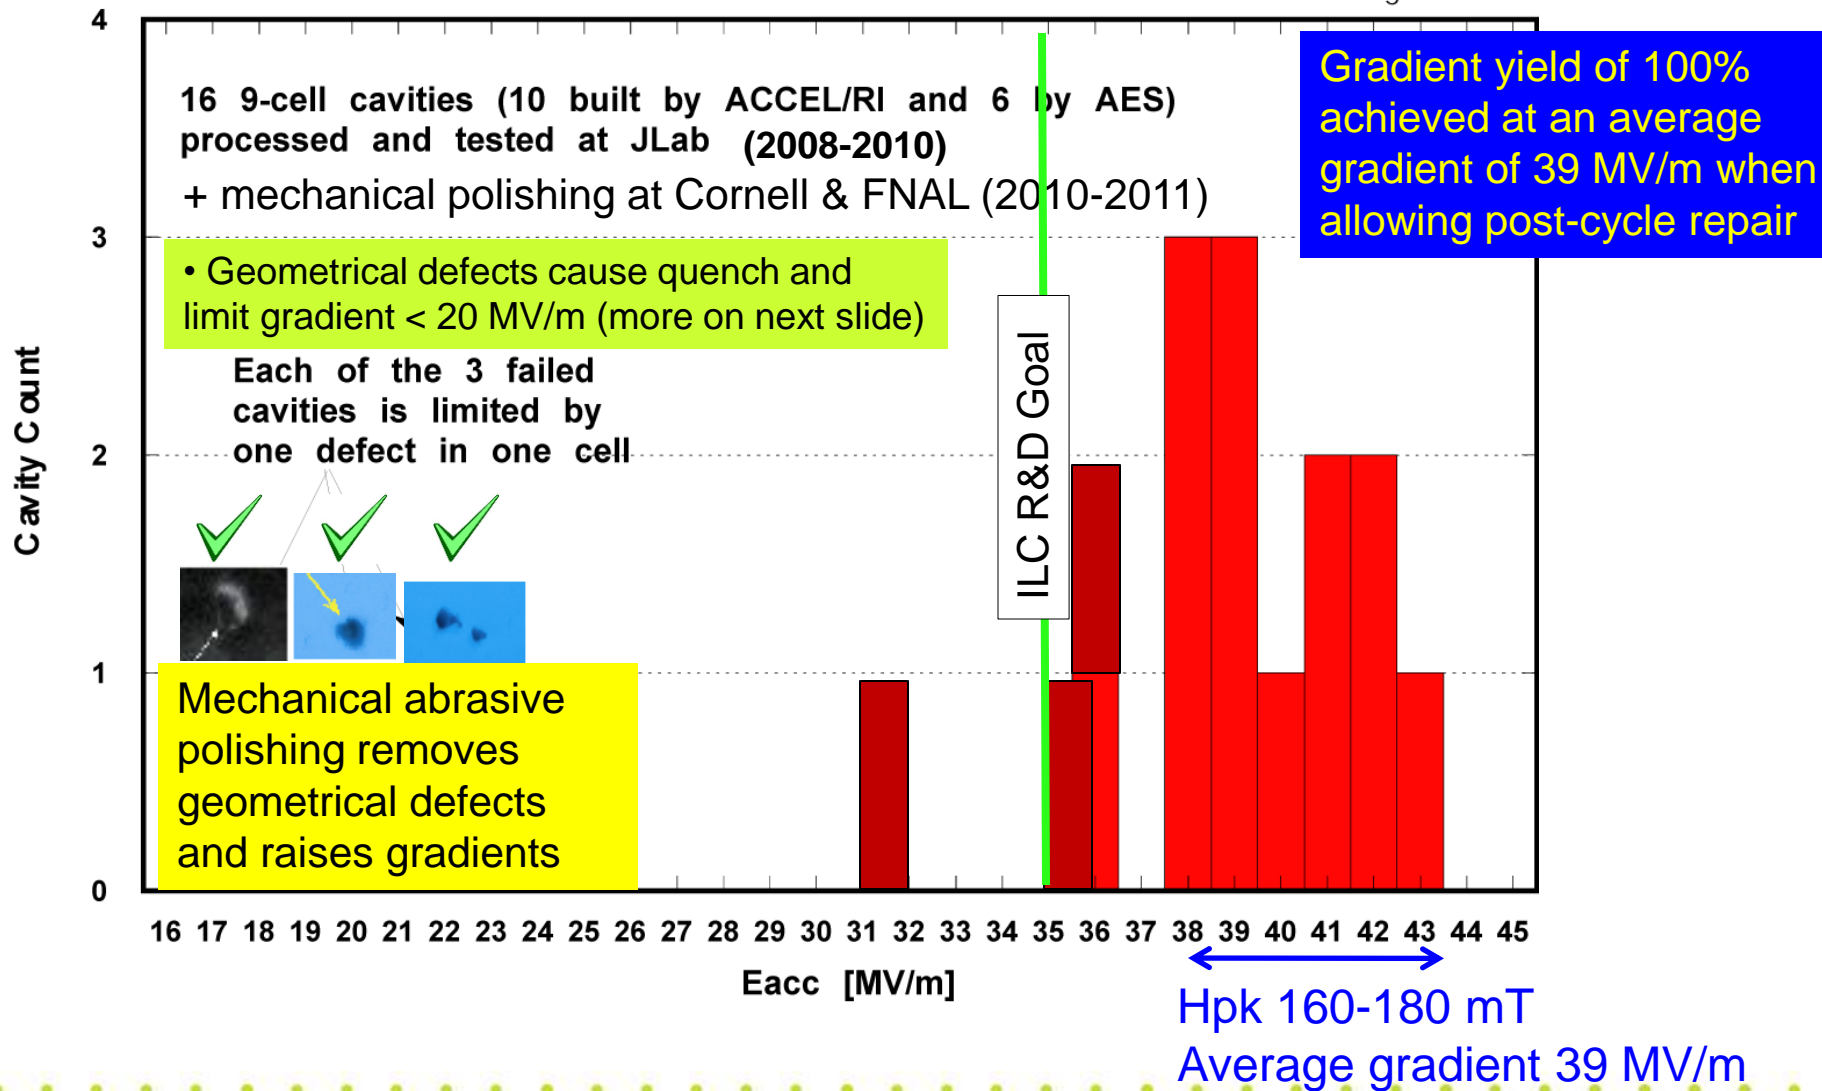 16 9-cell cavities (10 built by ACCEL/RI and 6 by AES)
processed and tested at JLab (2008-2010)
+ mechanical polishing at Cornell & FNAL (2010-2011)
Gradient yield of 100%
achieved at an average
gradient of 39 MV/m when
allowing post-cycle repair
• Geometrical defects cause quench and
limit gradient < 20 MV/m (more on next slide)
Each of the 3 failed
cavities is limited by
one defect in one cell
ILC R&D Goal
Mechanical abrasive
polishing removes
geometrical defects
and raises gradients
Cavity Count
4
3
2
1
0
16 17 18 19 20 21 22 23 24 25 26 27 28 29 30 31 32 33 34 35 36 37 38 39 40 41 42 43 44 45
Eacc [MV/m]
Hpk 160-180 mT
Average gradient 39 MV/m